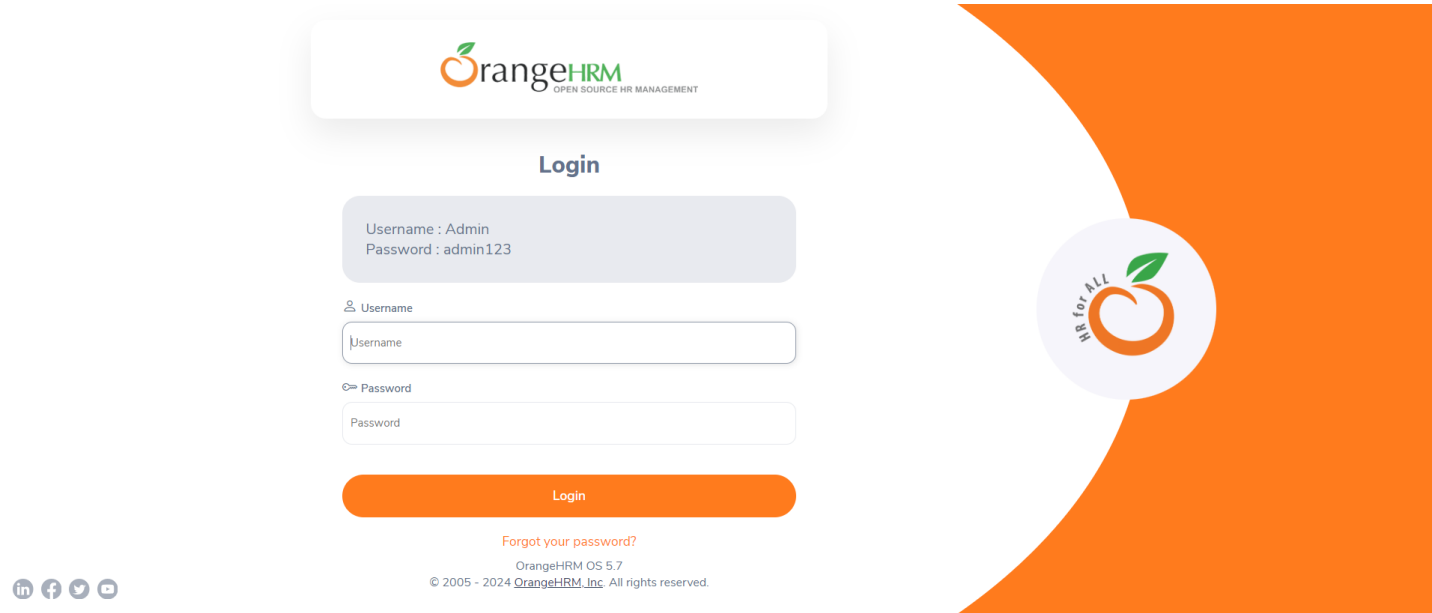 OrangeHRM
OPEN SOURCE HR MANAGEMENT
Login
Username : Admin
Password : admin123
Username
Username
Password
Password
Login
Forgot your password?
OrangeHRM OS 5.7
© 2005 - 2024 OrangeHRM, Inc. All rights reserved.
HR for ALL